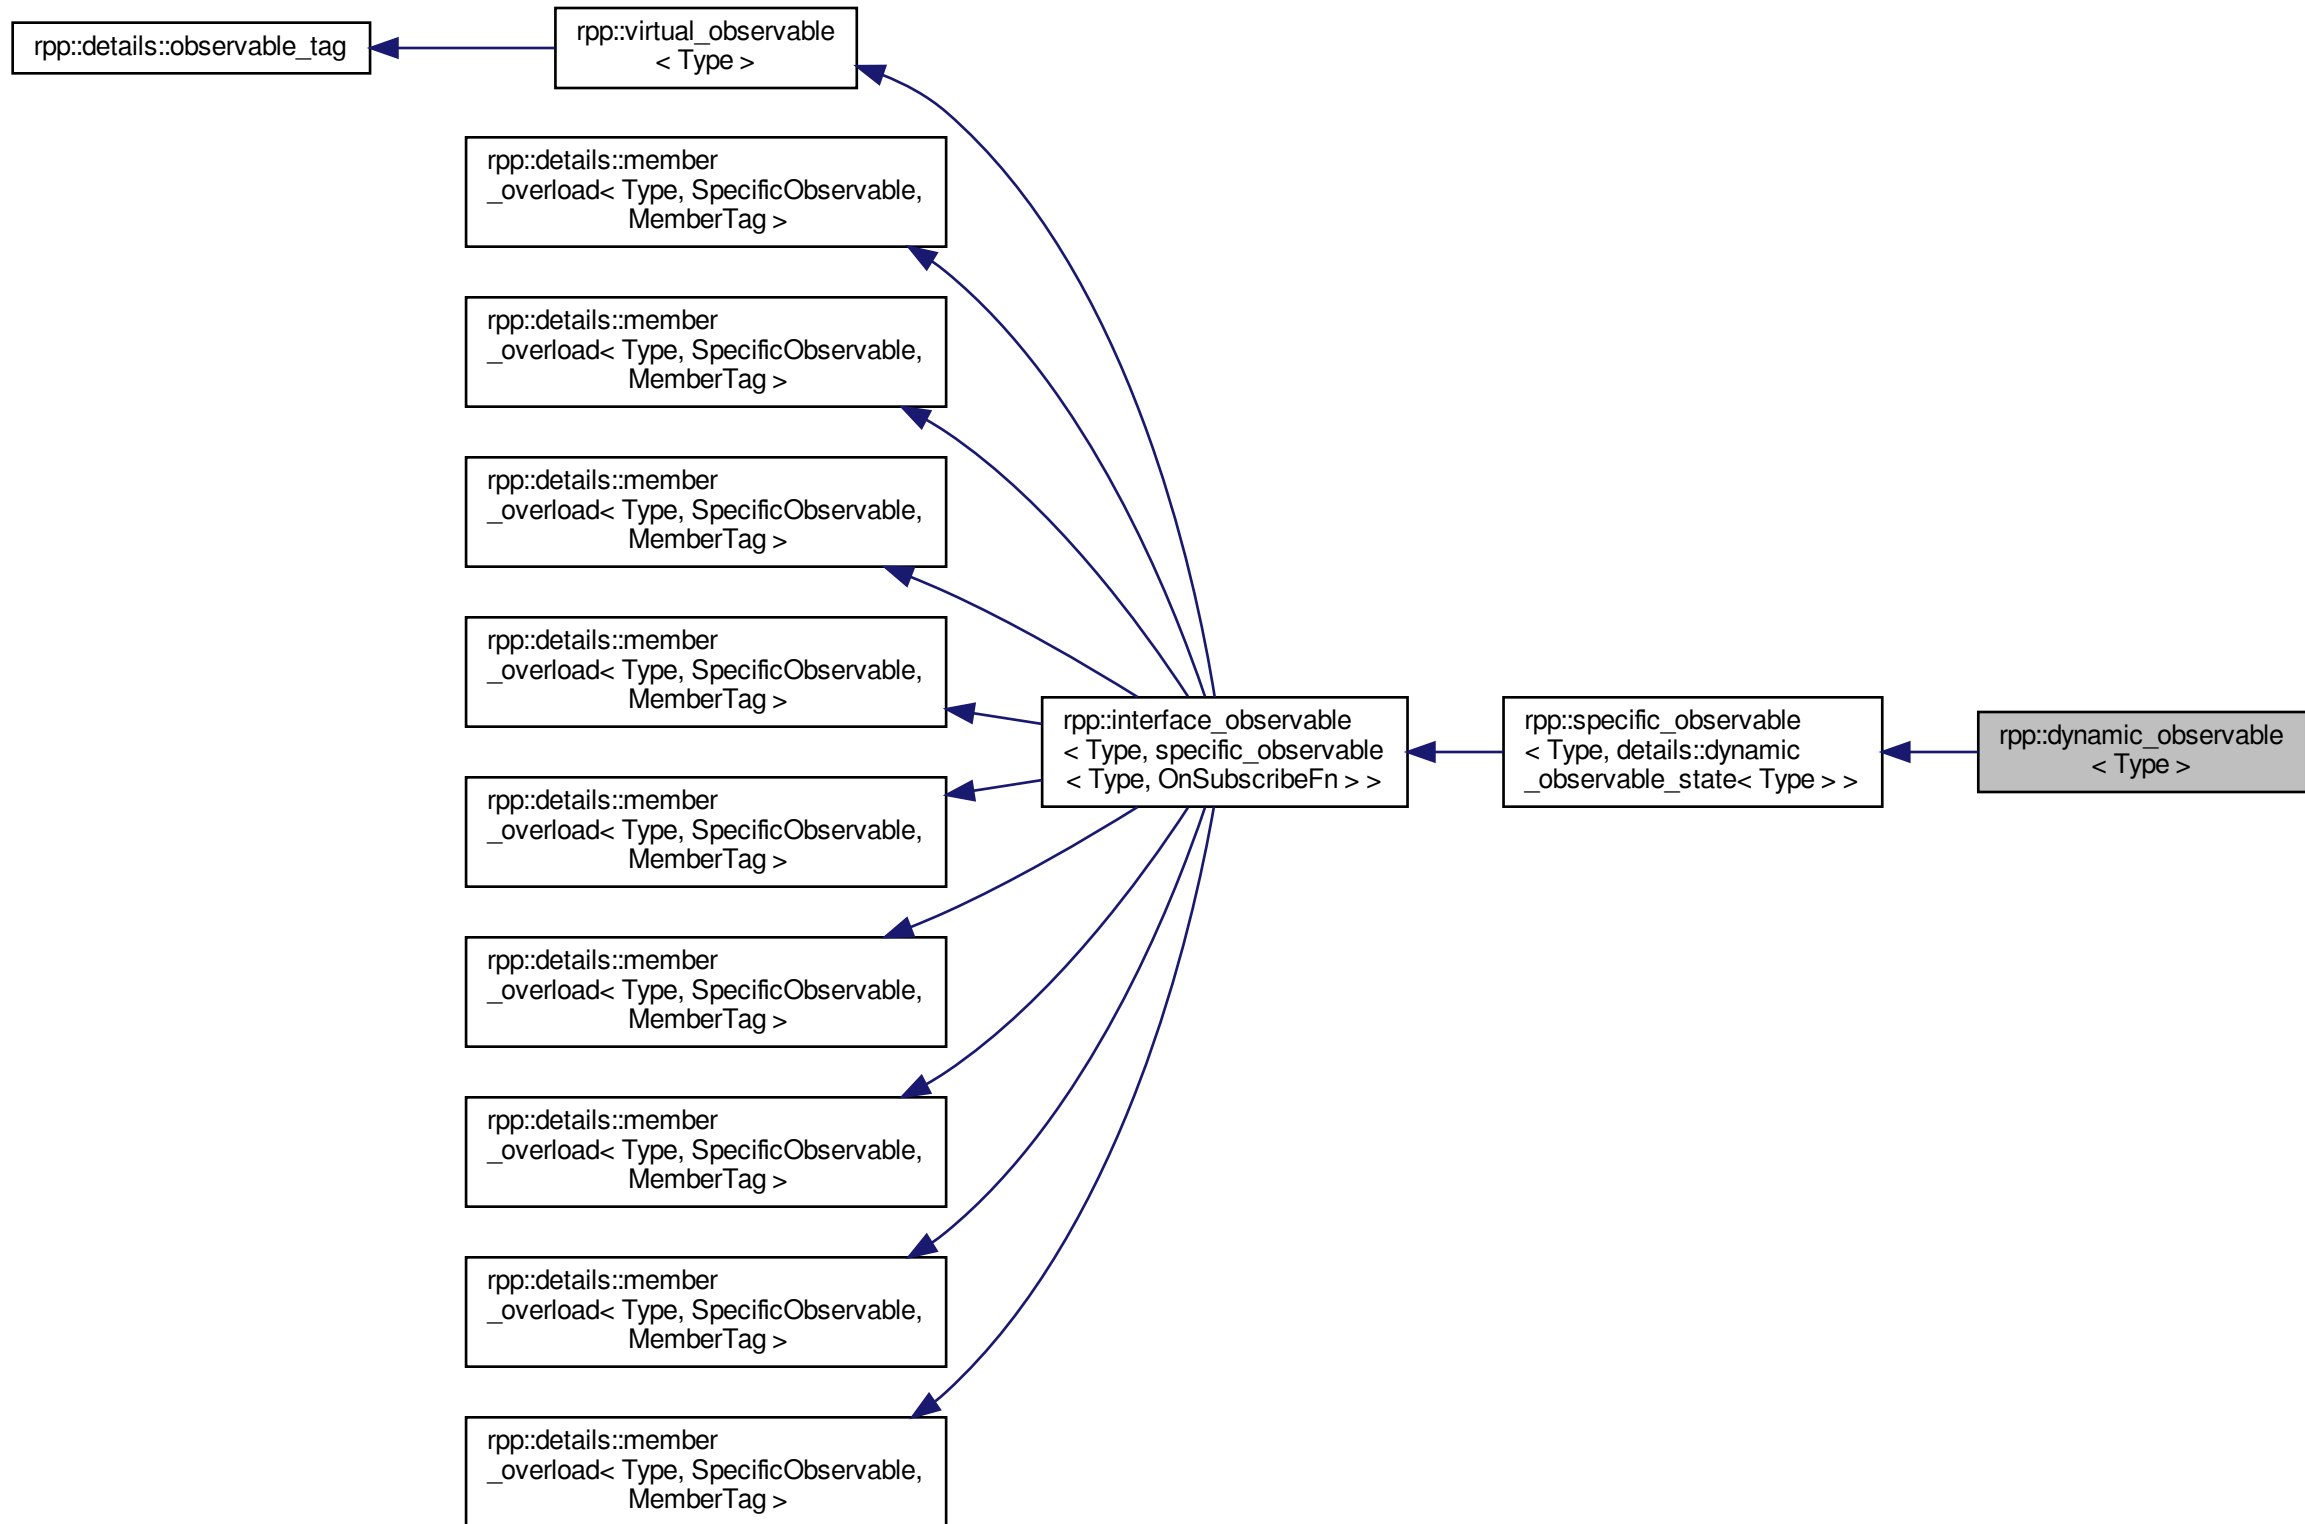 rpp::details::observable_tag
rpp::virtual_observable
< Type >
rpp::details::member
_overload< Type, SpecificObservable,
MemberTag >
rpp::details::member
_overload< Type, SpecificObservable,
MemberTag >
rpp::details::member
_overload< Type, SpecificObservable,
MemberTag >
rpp::details::member
_overload< Type, SpecificObservable,
MemberTag >
rpp::details::member
_overload< Type, SpecificObservable,
MemberTag >
rpp::details::member
_overload< Type, SpecificObservable,
MemberTag >
rpp::details::member
_overload< Type, SpecificObservable,
MemberTag >
rpp::details::member
_overload< Type, SpecificObservable,
MemberTag >
rpp::details::member
_overload< Type, SpecificObservable,
MemberTag >
rpp::interface_observable
< Type, specific_observable
< Type, OnSubscribeFn > >
rpp::specific_observable
< Type, details::dynamic
_observable_state< Type > >
rpp::dynamic_observable
< Type >